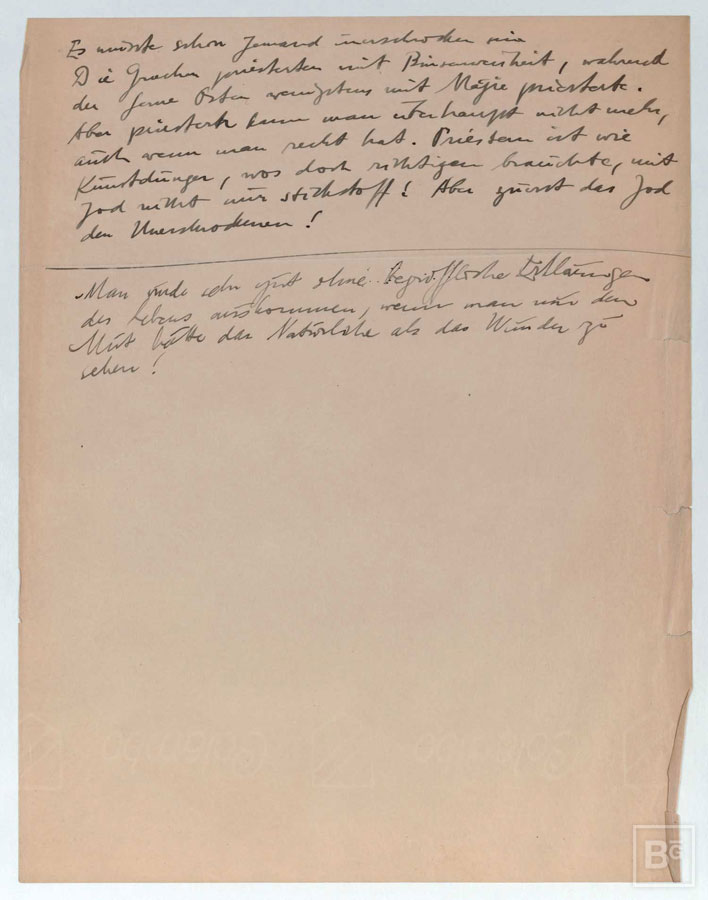 Es müsste schon Jemand unerschrocken sein
Die Griechen priesterten mit Binsenweisheit, während
der ferne Osten wenigstens mit Magie priesterte.
Aber priestern kann man überhaupt nicht mehr,
auch wenn man recht hat. Priestern ist wie
Kunstdünger, wos doch richtigen brauchte, mit
Jod nicht nur Stickstoff! Aber zuerst das Jod
den Unerschrockenen!
Man würde sehr gut ohne Begriffliche Erklärungen
des Lebens auskommen, wenn man nur den
Mut hätte das Natürliche als das Wunder zu
sehen!
BG